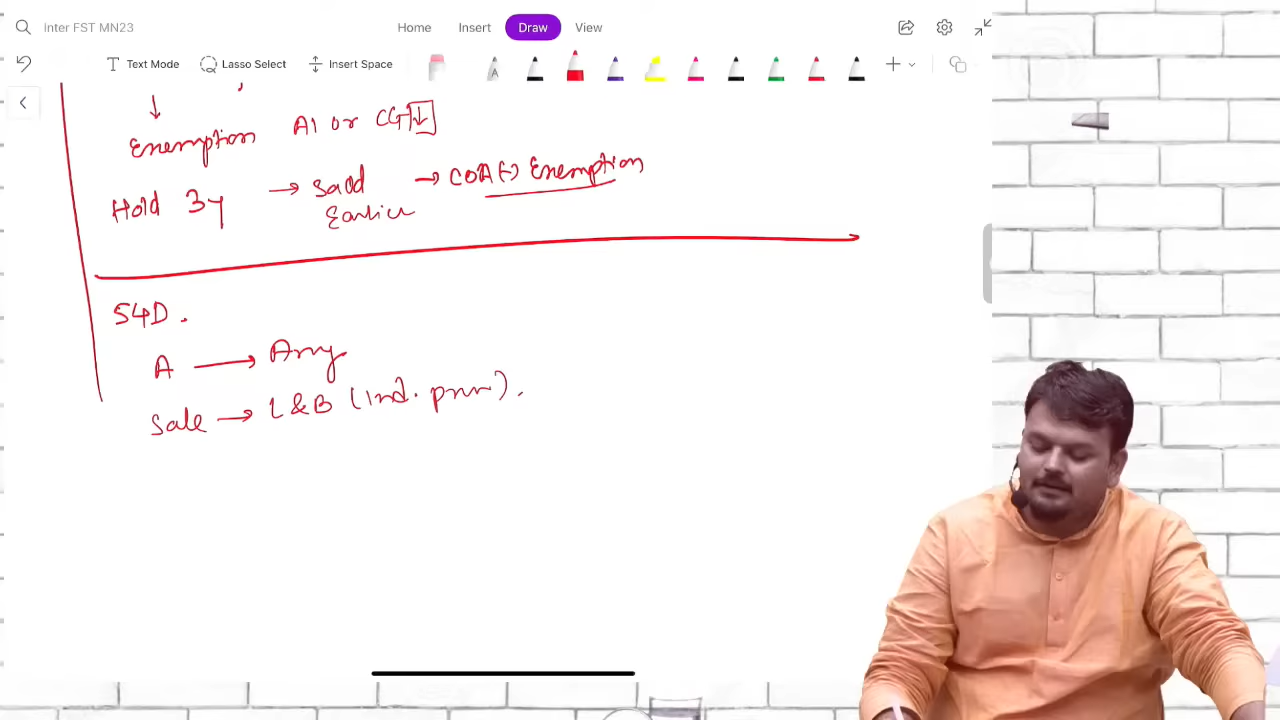 inter FST MN23
Home Insert Draw View
Text Mode Lasso Select Insert Space
A
Exemption AI or CG↓
Hold 3y → Sold → COA (-) Exemption
Earlier
54D.
A → Any
Sale → L&B (Ind. pnr).